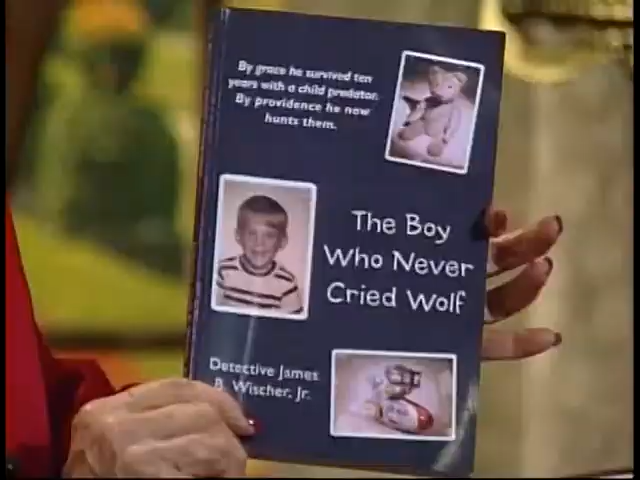 By grace he survived ten
years with a child predator.
By providence he now
hunts them.
The Boy
Who Never
Cried Wolf
Detective James
B. Wischer, Jr.